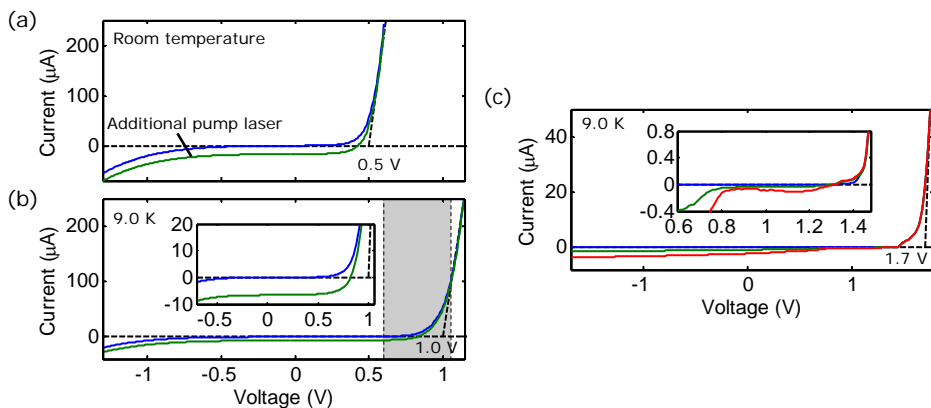 (a)
Room temperature
200
100
0
Current (µA)
Additional pump laser
0.5 V
(b)
9.0 K
200
100
0
Current (µA)
20
10
0
-10
-0.5
0
0.5
1
1.0 V
-1
-0.5
0
0.5
1
Voltage (V)
(c)
9.0 K
40
20
0
Current (µA)
0.8
0.4
0
-0.4
0.6
0.8
1
1.2
1.4
1.7 V
-1
0
1
Voltage (V)